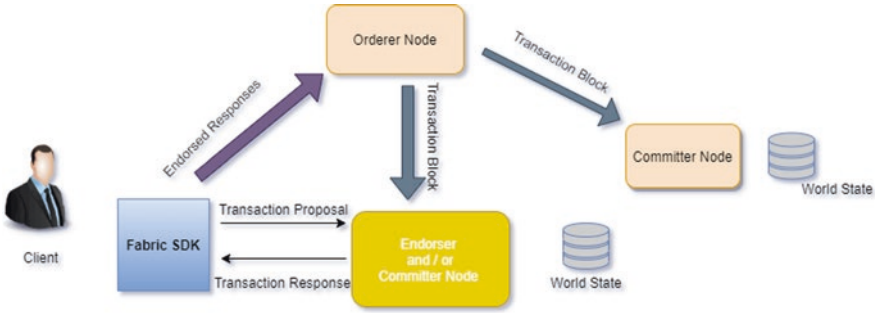 Orderer Node
Transaction Block
Endorsed Responses
Transaction Block
Committer Node
World State
Transaction Proposal
Fabric SDK
Endorser
and / or
Committer Node
Client
Transaction Response
World State